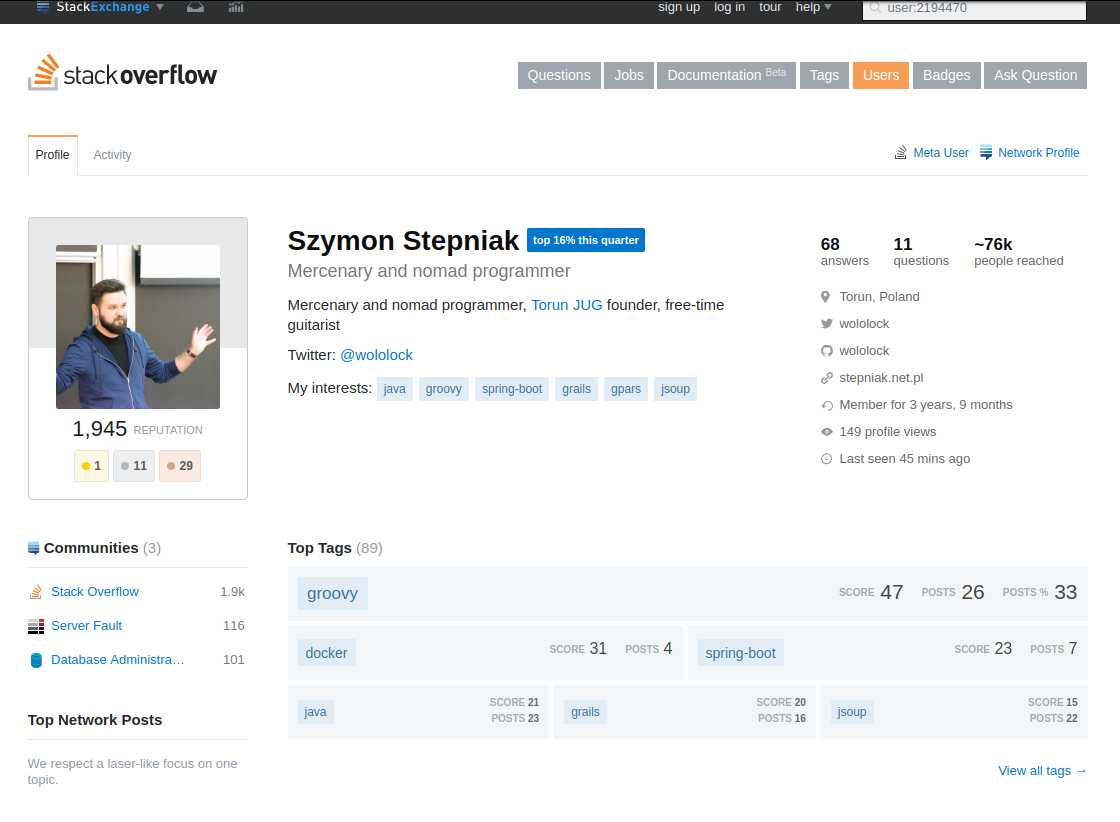 StackExchange sign up log in tour help user:2194470
stackoverflow Questions Jobs Documentation Beta Tags Users Badges Ask Question
Profile Activity Meta User Network Profile
Szymon Stepniak top 16% this quarter
Mercenary and nomad programmer
Mercenary and nomad programmer, Torun JUG founder, free-time
guitarist
Twitter: @wololock
My interests: java groovy spring-boot grails gpars jsoup
68 11 ~76k
answers questions people reached
Torun, Poland
wololock
wololock
stepniak.net.pl
Member for 3 years, 9 months
149 profile views
Last seen 45 mins ago
1,945 REPUTATION
1 11 29
Communities (3)
Stack Overflow 1.9k
Server Fault 116
Database Administra… 101
Top Network Posts
We respect a laser-like focus on one
topic.
Top Tags (89)
groovy SCORE 47 POSTS 26 POSTS % 33
docker SCORE 31 POSTS 4
spring-boot SCORE 23 POSTS 7
java SCORE 21
POSTS 23
grails SCORE 20
POSTS 16
jsoup SCORE 15
POSTS 22
View all tags →